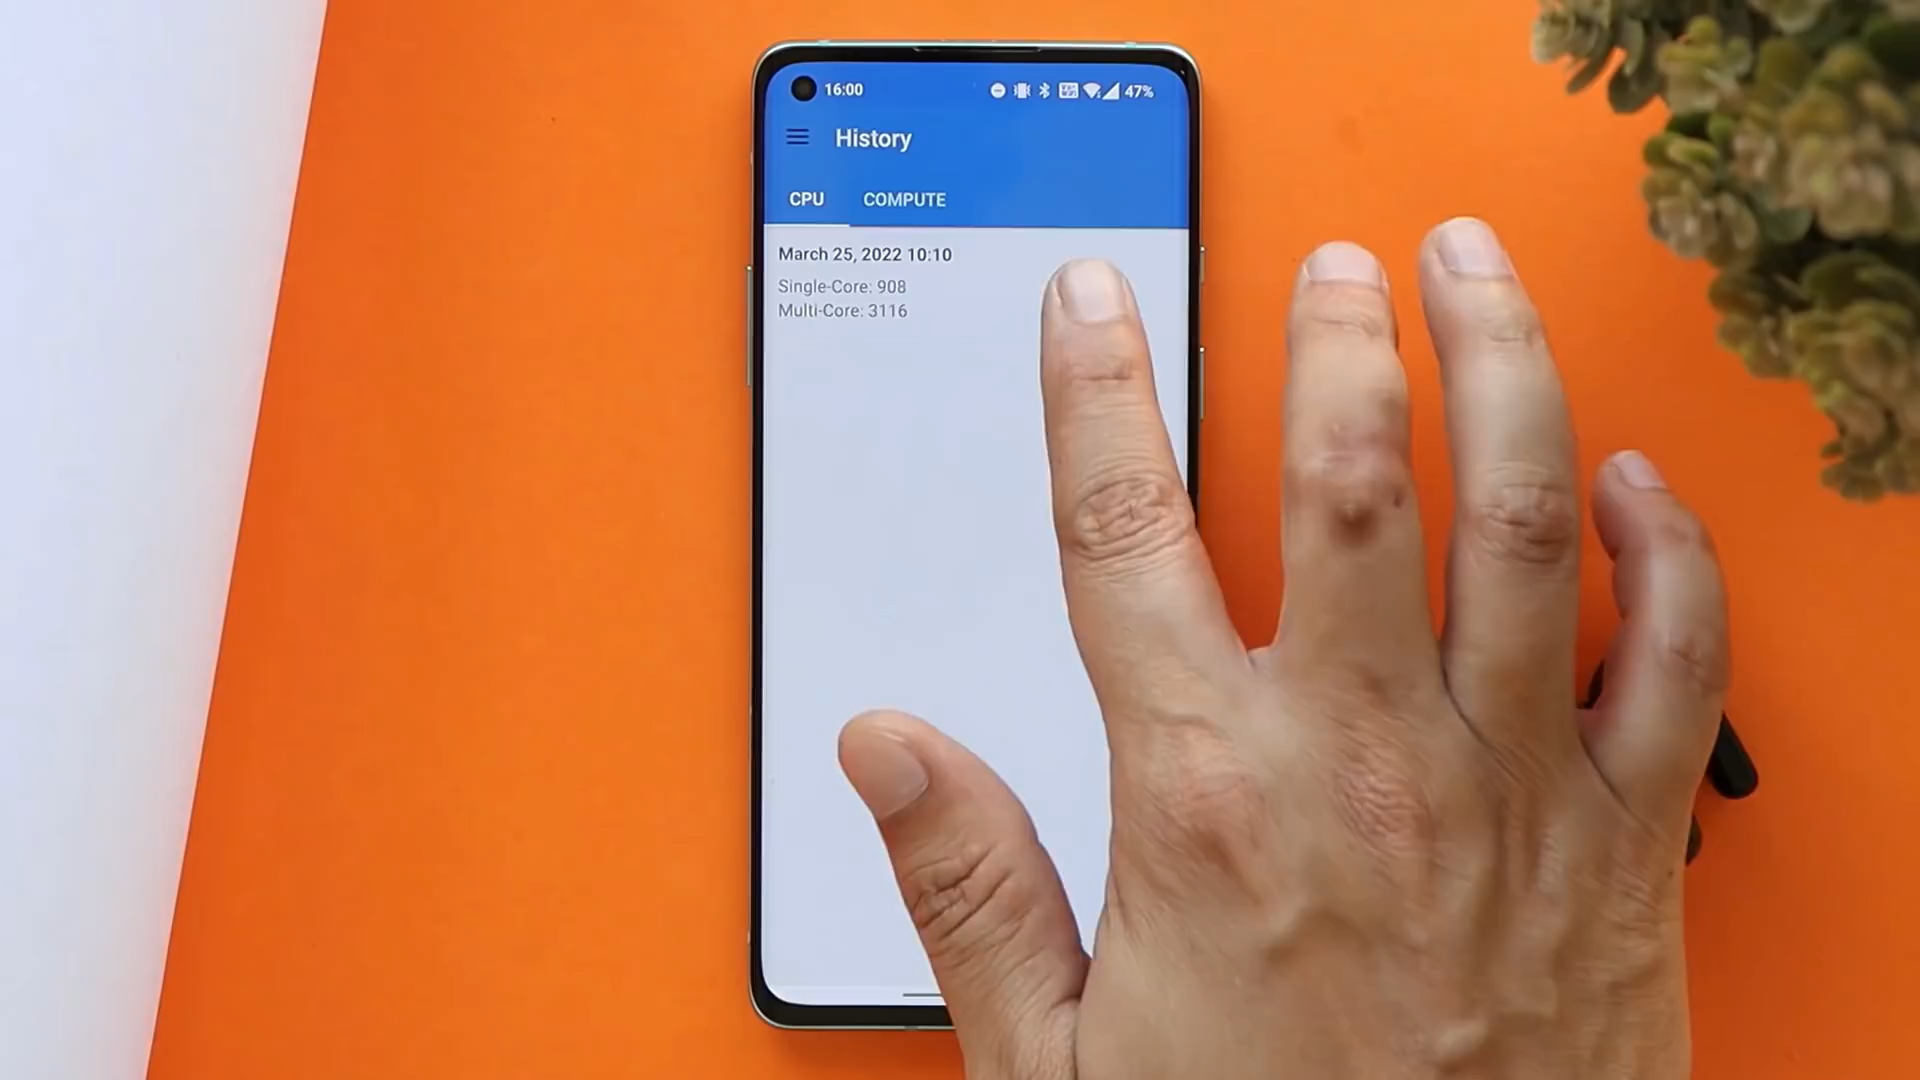 16:00
47%
History
CPU COMPUTE
March 25, 2022 10:10
Single-Core: 908
Multi-Core: 3116